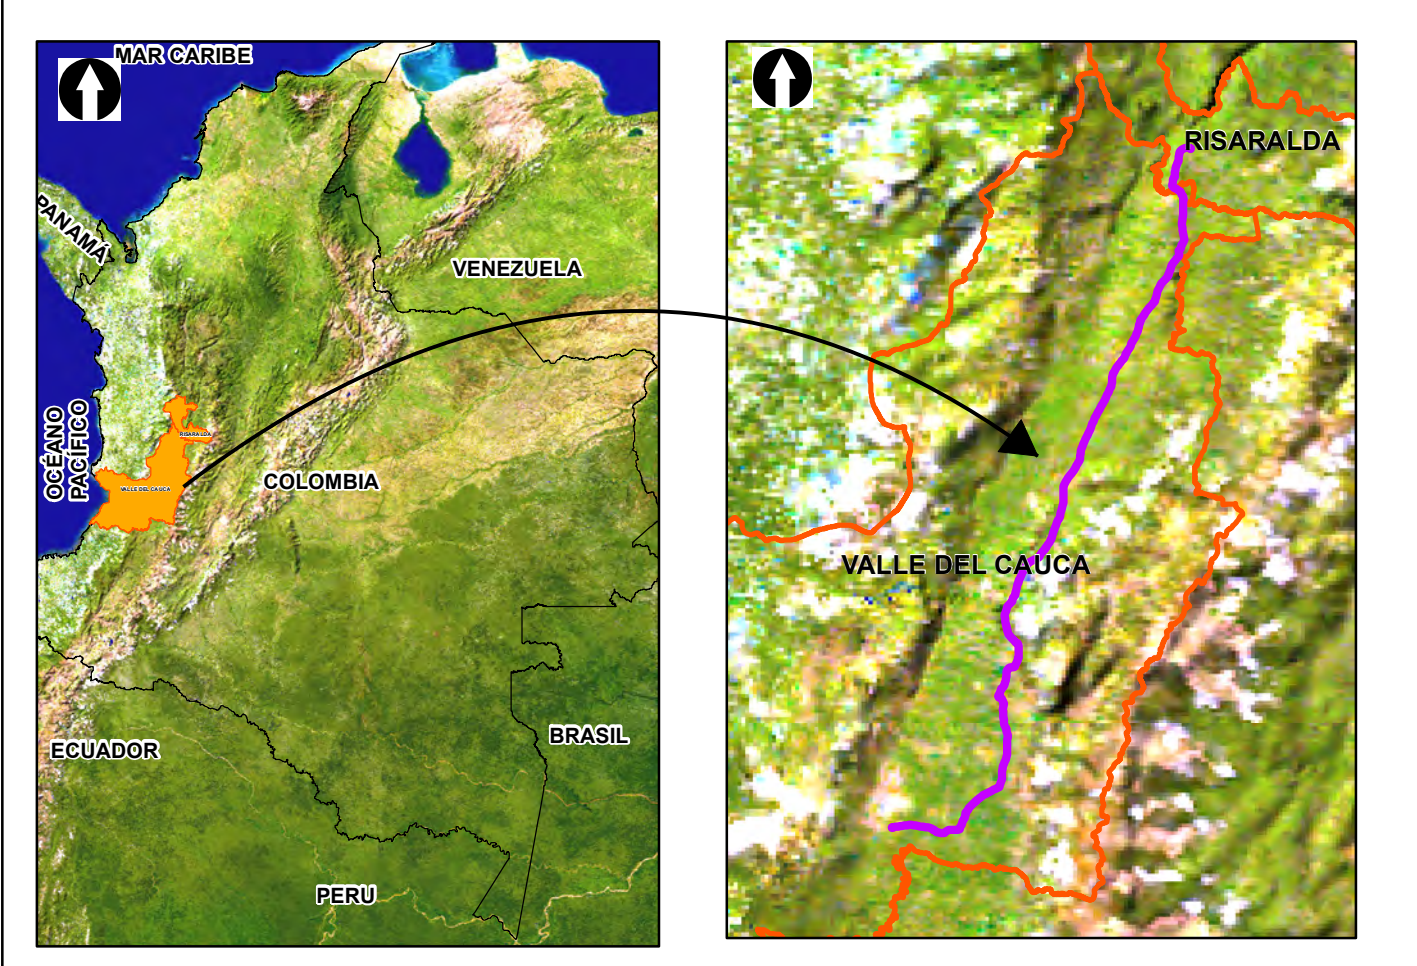 MAR CARIBE
PANAMÁ
VENEZUELA
OCÉANO
PACÍFICO
RISARALDA
VALLE DEL CAUCA
COLOMBIA
ECUADOR
BRASIL
PERU
RISARALDA
VALLE DEL CAUCA